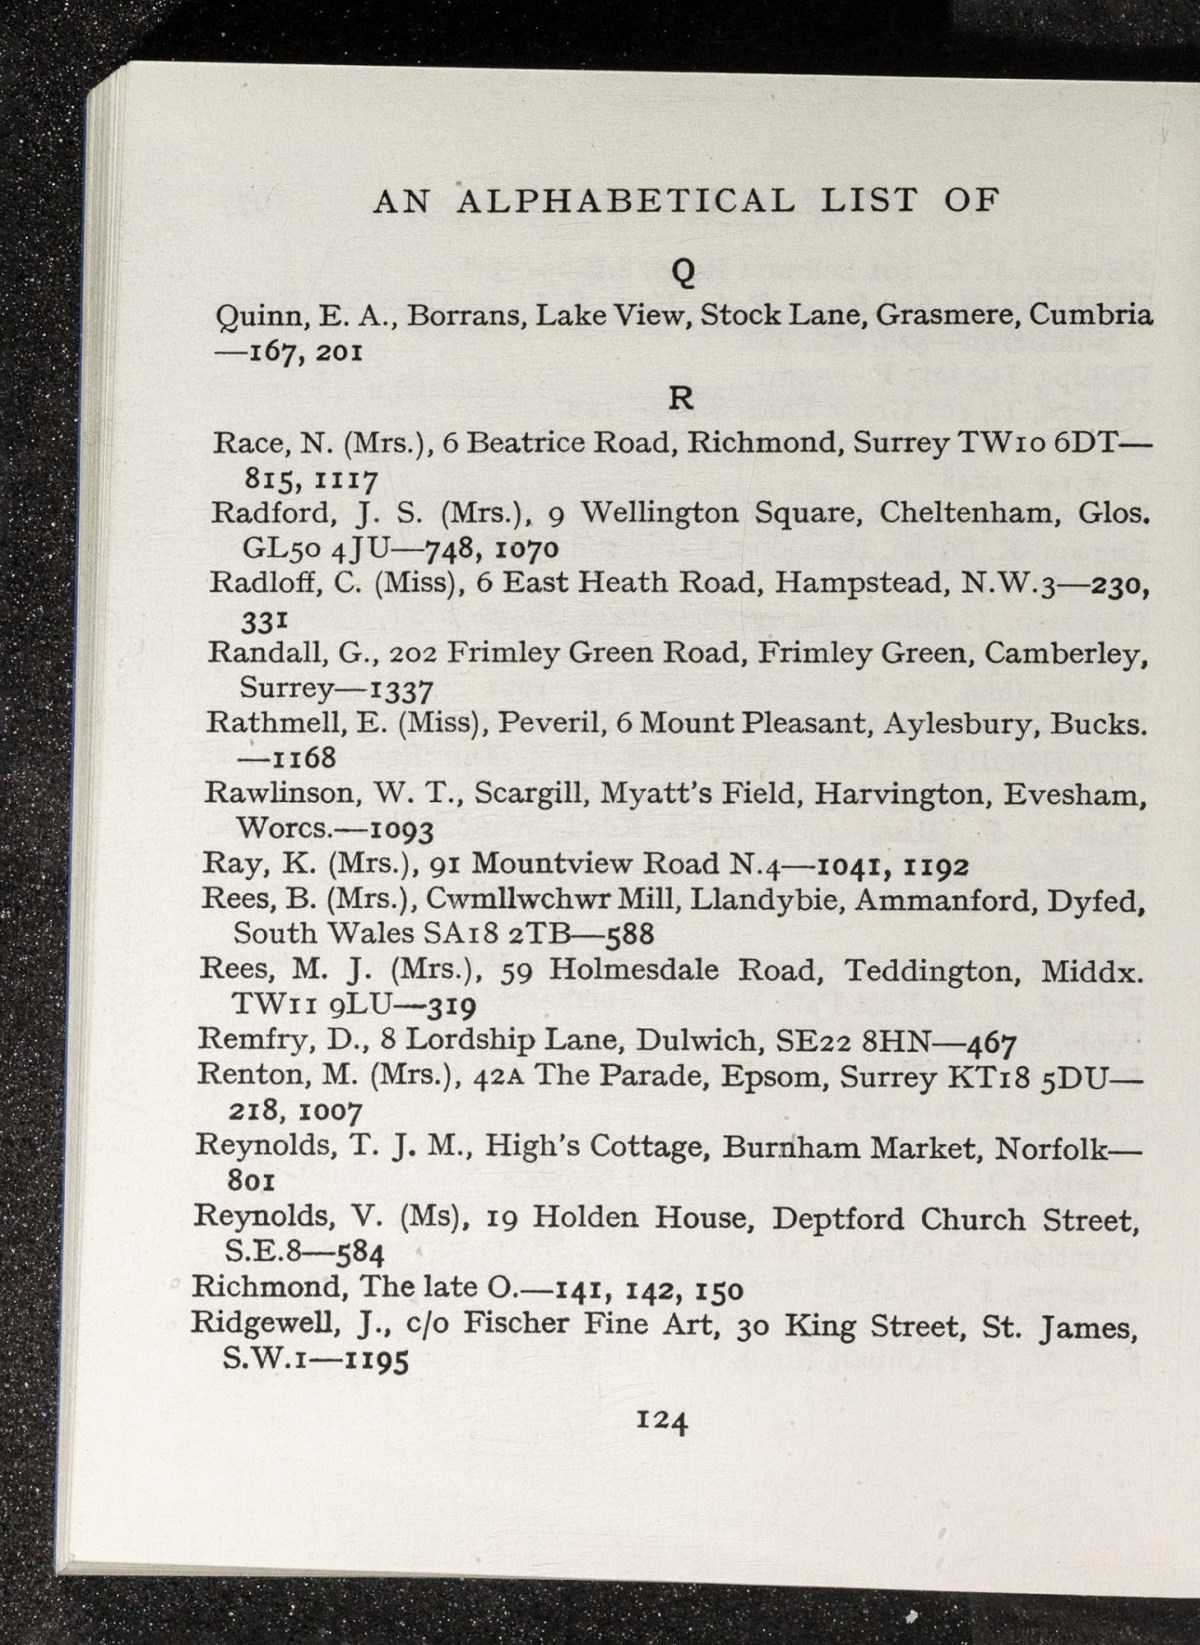 AN ALPHABETICAL LIST OF
Q
Quinn, E. A., Borrans, Lake View, Stock Lane, Grasmere, Cumbria
—167, 201
R
Race, N. (Mrs.), 6 Beatrice Road, Richmond, Surrey TW10 6DT—
815, 1117
Radford, J. S. (Mrs.), 9 Wellington Square, Cheltenham, Glos.
GL50 4JU—748, 1070
Radloff, C. (Miss), 6 East Heath Road, Hampstead, N.W.3—230,
331
Randall, G., 202 Frimley Green Road, Frimley Green, Camberley,
Surrey—1337
Rathmell, E. (Miss), Peveril, 6 Mount Pleasant, Aylesbury, Bucks.
—1168
Rawlinson, W. T., Scargill, Myatt's Field, Harvington, Evesham,
Worcs.—1093
Ray, K. (Mrs.), 91 Mountview Road N.4—1041, 1192
Rees, B. (Mrs.), Cwmllwchwr Mill, Llandybie, Ammanford, Dyfed,
South Wales SA18 2TB—588
Rees, M. J. (Mrs.), 59 Holmesdale Road, Teddington, Middx.
TW11 9LU—319
Remfry, D., 8 Lordship Lane, Dulwich, SE22 8HN—467
Renton, M. (Mrs.), 42A The Parade, Epsom, Surrey KT18 5DU—
218, 1007
Reynolds, T. J. M., High's Cottage, Burnham Market, Norfolk—
801
Reynolds, V. (Ms), 19 Holden House, Deptford Church Street,
S.E.8—584
Richmond, The late O.—141, 142, 150
Ridgewell, J., c/o Fischer Fine Art, 30 King Street, St. James,
S.W.1—1195
124